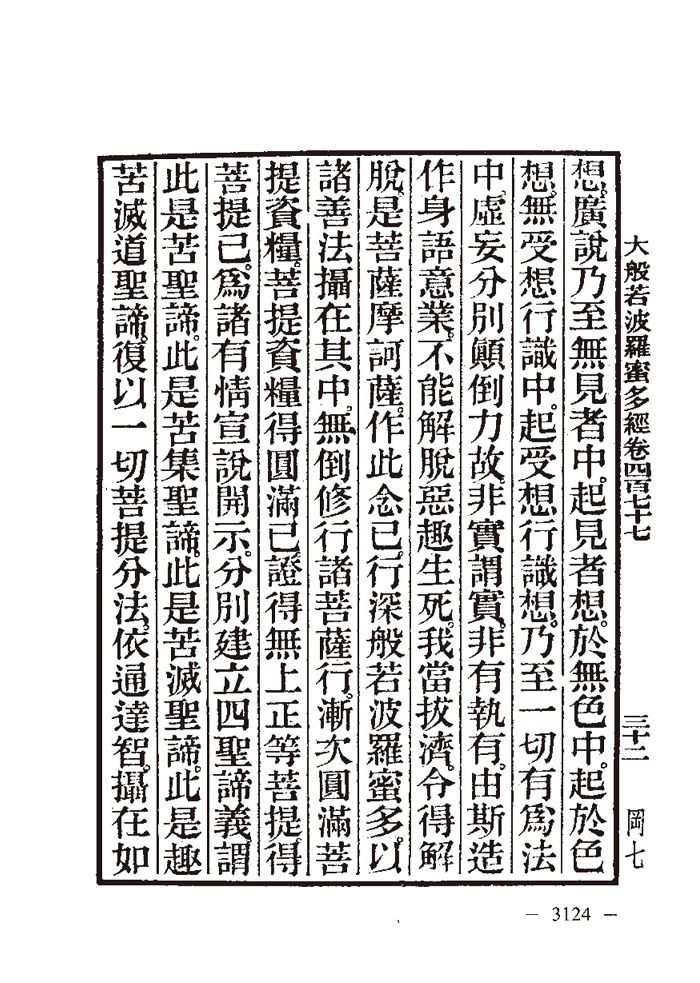 大般若波羅蜜多經卷四百七十七 三十二 岡七
想。廣說乃至無見者中。起見者想。於無色中。起於色
想。無受想行識中。起受想行識想。乃至一切有為法
中。虛妄分別顛倒力故。非實謂實。非有執有。由斯造
作身語意業。不能解脫惡趣生死。我當拔濟。令得解
脫。是菩薩摩訶薩。作此念已。行深般若波羅蜜多。以
諸善法攝在其中。無倒修行諸菩薩行。漸次圓滿菩
提資糧。菩提資糧得圓滿已。證得無上正等菩提。得
菩提已。為諸有情宣說開示。分別建立四聖諦義。謂
此是苦聖諦。此是苦集聖諦。此是苦滅聖諦。此是趣
苦滅道聖諦。復以一切菩提分法。依通達智。攝在如
— 3124 —